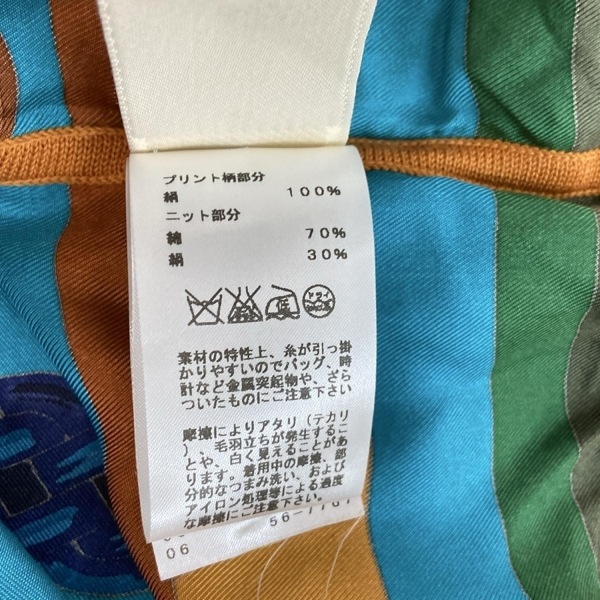 プリント柄部分
絹 100%
ニット部分
綿 70%
絹 30%
低
ドライ
素材の特性上、糸が引っ掛
かりやすいのでバッグ、時
計など金属突起物や、ざら
ついたものにご注意下さい
摩擦によりアタリ(テカリ
)、毛羽立ちが発生するこ
とや、白く見えることがあ
ります。着用中の摩擦、部
分的なつまみ洗い、および
アイロン処理等による過度
な摩擦にご注意下さい。
06